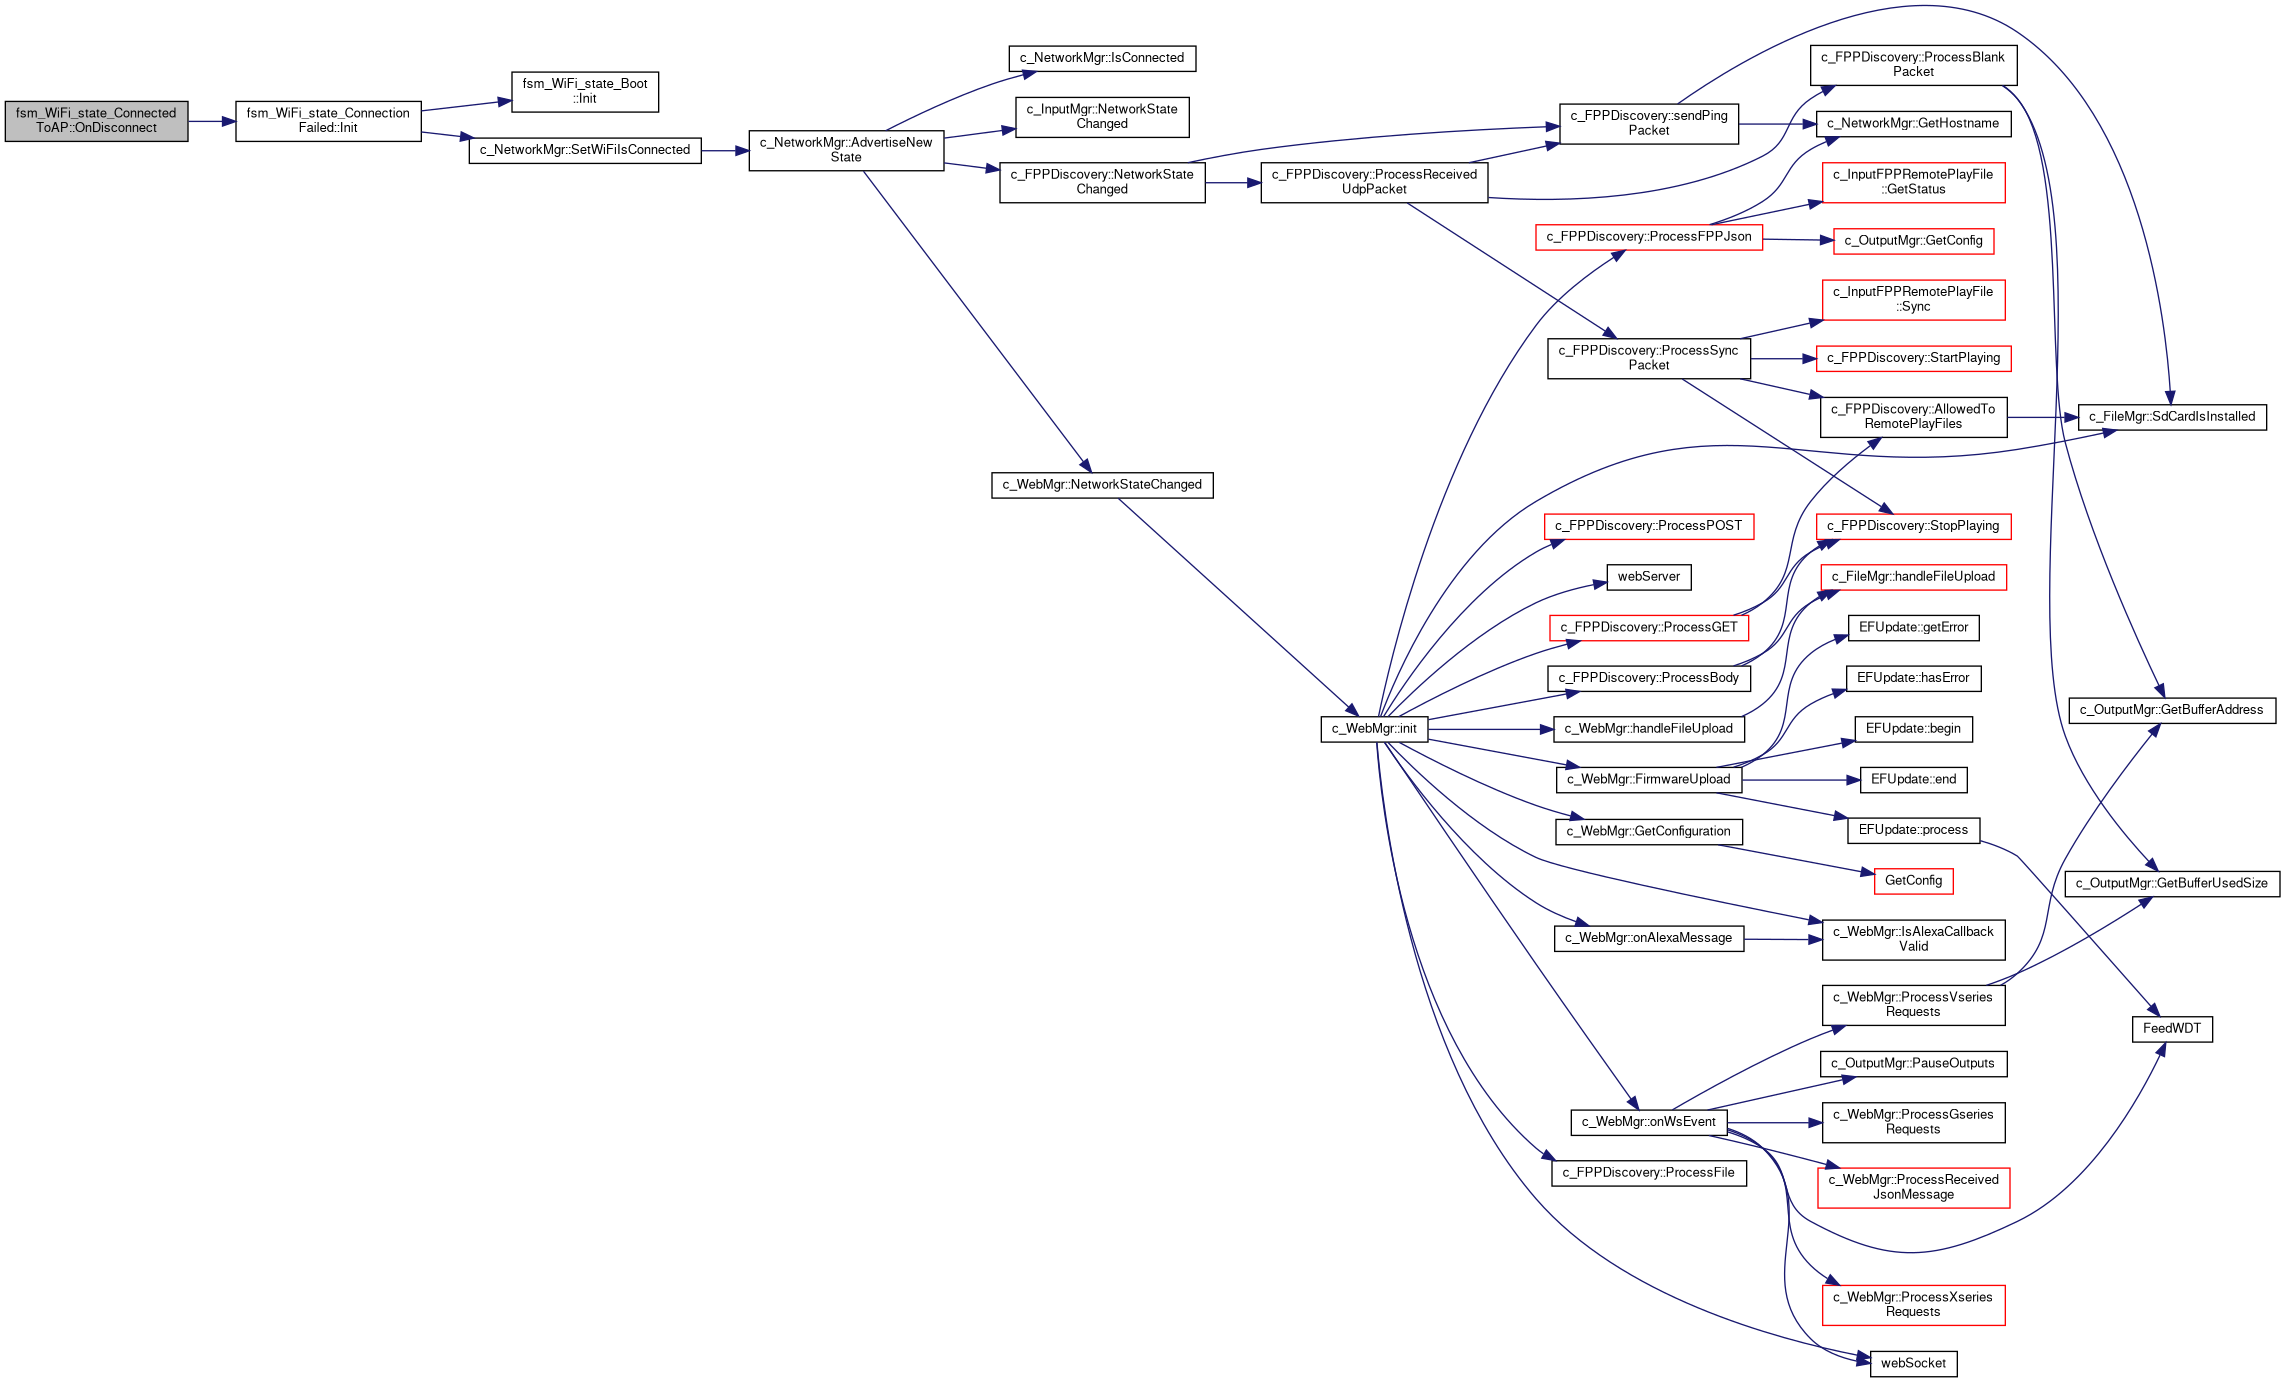 fsm_WiFi_state_Connected
ToAP::OnDisconnect
fsm_WiFi_state_Connection
Failed::Init
fsm_WiFi_state_Boot
::Init
c_NetworkMgr::SetWiFiIsConnected
c_NetworkMgr::AdvertiseNew
State
c_NetworkMgr::IsConnected
c_InputMgr::NetworkState
Changed
c_FPPDiscovery::NetworkState
Changed
c_WebMgr::NetworkStateChanged
c_FPPDiscovery::ProcessReceived
UdpPacket
c_WebMgr::init
c_FPPDiscovery::sendPing
Packet
c_FPPDiscovery::ProcessFPPJson
c_FPPDiscovery::ProcessSync
Packet
c_FPPDiscovery::ProcessPOST
webServer
c_FPPDiscovery::ProcessGET
c_FPPDiscovery::ProcessBody
c_WebMgr::handleFileUpload
c_WebMgr::FirmwareUpload
c_WebMgr::GetConfiguration
c_WebMgr::onAlexaMessage
c_WebMgr::onWsEvent
c_FPPDiscovery::ProcessFile
c_FPPDiscovery::ProcessBlank
Packet
c_NetworkMgr::GetHostname
c_InputFPPRemotePlayFile
::GetStatus
c_OutputMgr::GetConfig
c_InputFPPRemotePlayFile
::Sync
c_FPPDiscovery::StartPlaying
c_FPPDiscovery::AllowedTo
RemotePlayFiles
c_FPPDiscovery::StopPlaying
c_FileMgr::handleFileUpload
EFUpdate::getError
EFUpdate::hasError
EFUpdate::begin
EFUpdate::end
EFUpdate::process
GetConfig
c_WebMgr::IsAlexaCallback
Valid
c_WebMgr::ProcessVseries
Requests
c_OutputMgr::PauseOutputs
c_WebMgr::ProcessGseries
Requests
c_WebMgr::ProcessReceived
JsonMessage
c_WebMgr::ProcessXseries
Requests
webSocket
c_FileMgr::SdCardIsInstalled
c_OutputMgr::GetBufferAddress
c_OutputMgr::GetBufferUsedSize
FeedWDT